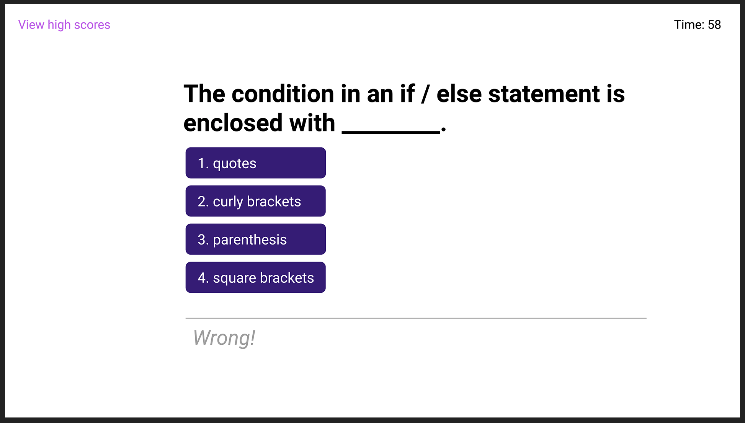 View high scores
Time: 58
The condition in an if / else statement is
enclosed with ________.
1. quotes
2. curly brackets
3. parenthesis
4. square brackets
Wrong!